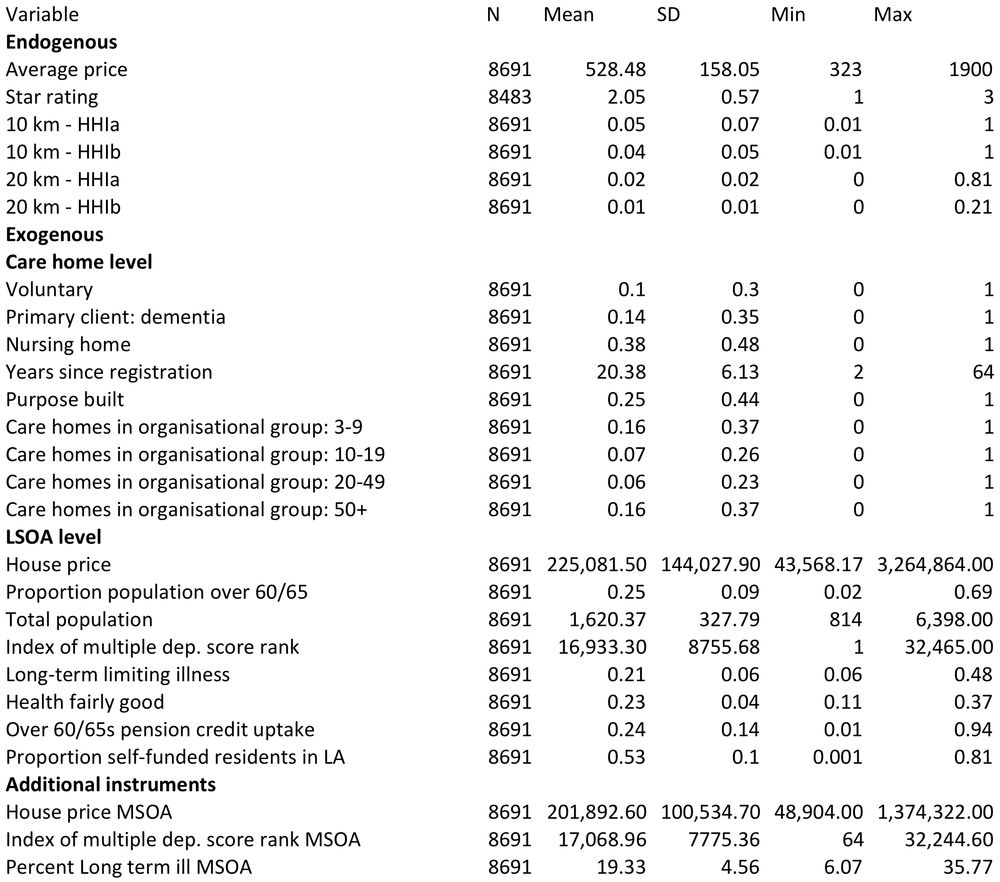 Variable N Mean SD Min Max
Endogenous
Average price 8691 528.48 158.05 323 1900
Star rating 8483 2.05 0.57 1 3
10 km - HHIa 8691 0.05 0.07 0.01 1
10 km - HHIb 8691 0.04 0.05 0.01 1
20 km - HHIa 8691 0.02 0.02 0 0.81
20 km - HHIb 8691 0.01 0.01 0 0.21
Exogenous
Care home level
Voluntary 8691 0.1 0.3 0 1
Primary client: dementia 8691 0.14 0.35 0 1
Nursing home 8691 0.38 0.48 0 1
Years since registration 8691 20.38 6.13 2 64
Purpose built 8691 0.25 0.44 0 1
Care homes in organisational group: 3-9 8691 0.16 0.37 0 1
Care homes in organisational group: 10-19 8691 0.07 0.26 0 1
Care homes in organisational group: 20-49 8691 0.06 0.23 0 1
Care homes in organisational group: 50+ 8691 0.16 0.37 0 1
LSOA level
House price 8691 225,081.50 144,027.90 43,568.17 3,264,864.00
Proportion population over 60/65 8691 0.25 0.09 0.02 0.69
Total population 8691 1,620.37 327.79 814 6,398.00
Index of multiple dep. score rank 8691 16,933.30 8755.68 1 32,465.00
Long-term limiting illness 8691 0.21 0.06 0.06 0.48
Health fairly good 8691 0.23 0.04 0.11 0.37
Over 60/65s pension credit uptake 8691 0.24 0.14 0.01 0.94
Proportion self-funded residents in LA 8691 0.53 0.1 0.001 0.81
Additional instruments
House price MSOA 8691 201,892.60 100,534.70 48,904.00 1,374,322.00
Index of multiple dep. score rank MSOA 8691 17,068.96 7775.36 64 32,244.60
Percent Long term ill MSOA 8691 19.33 4.56 6.07 35.77